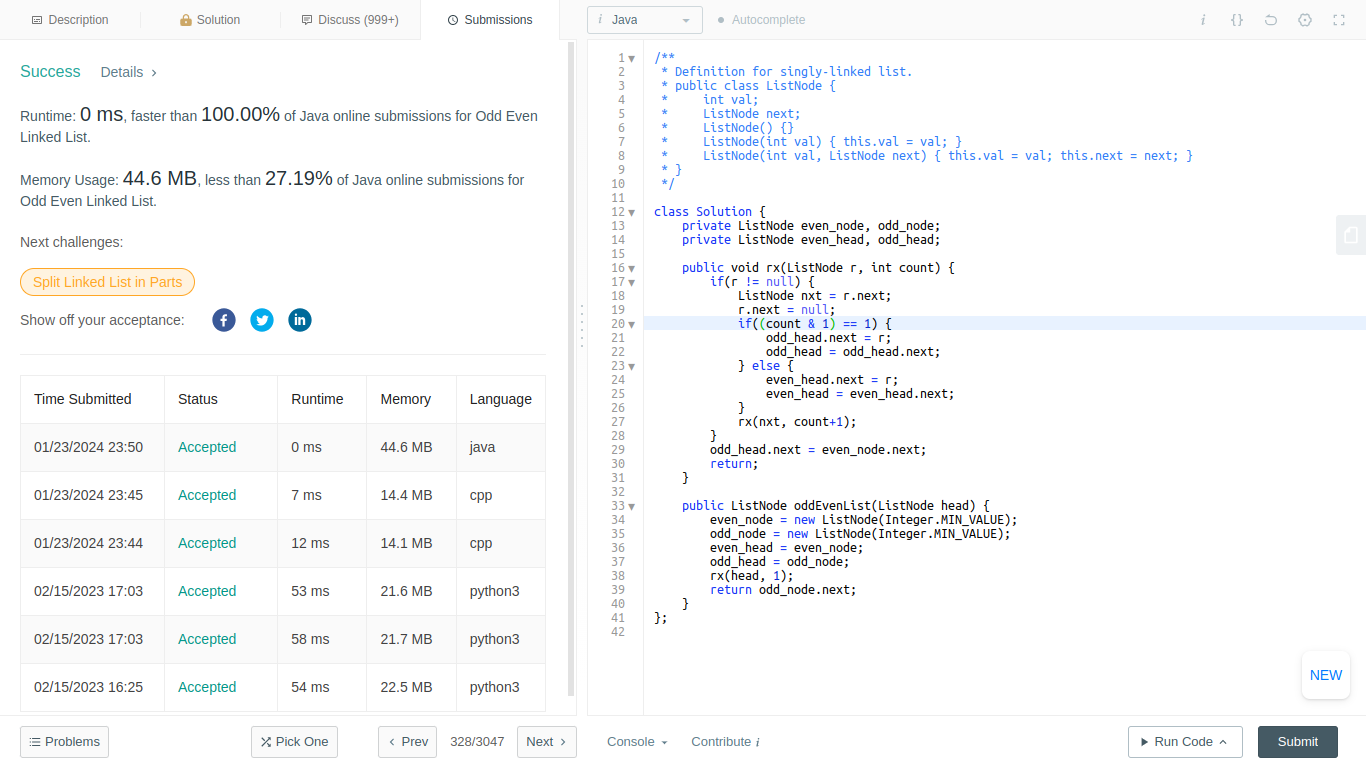 Description
Solution
Discuss (999+)
Submissions
i Java
Autocomplete
i {}
Success Details >
Runtime: 0 ms, faster than 100.00% of Java online submissions for Odd Even
Linked List.
Memory Usage: 44.6 MB, less than 27.19% of Java online submissions for
Odd Even Linked List.
Next challenges:
Split Linked List in Parts
Show off your acceptance:
f
in
Time Submitted Status Runtime Memory Language
01/23/2024 23:50 Accepted 0 ms 44.6 MB java
01/23/2024 23:45 Accepted 7 ms 14.4 MB cpp
01/23/2024 23:44 Accepted 12 ms 14.1 MB cpp
02/15/2023 17:03 Accepted 53 ms 21.6 MB python3
02/15/2023 17:03 Accepted 58 ms 21.7 MB python3
02/15/2023 16:25 Accepted 54 ms 22.5 MB python3
1 /**
2  * Definition for singly-linked list.
3  * public class ListNode {
4  *     int val;
5  *     ListNode next;
6  *     ListNode() {}
7  *     ListNode(int val) { this.val = val; }
8  *     ListNode(int val, ListNode next) { this.val = val; this.next = next; }
9  * }
10  */
11
12 class Solution {
13     private ListNode even_node, odd_node;
14     private ListNode even_head, odd_head;
15
16     public void rx(ListNode r, int count) {
17         if(r != null) {
18             ListNode nxt = r.next;
19             r.next = null;
20             if((count & 1) == 1) {
21                 odd_head.next = r;
22                 odd_head = odd_head.next;
23             } else {
24                 even_head.next = r;
25                 even_head = even_head.next;
26             }
27             rx(nxt, count+1);
28         }
29         odd_head.next = even_node.next;
30         return;
31     }
32
33     public ListNode oddEvenList(ListNode head) {
34         even_node = new ListNode(Integer.MIN_VALUE);
35         odd_node = new ListNode(Integer.MIN_VALUE);
36         even_head = even_node;
37         odd_head = odd_node;
38         rx(head, 1);
39         return odd_node.next;
40     }
41 };
42
NEW
Problems
Pick One
< Prev
328/3047
Next >
Console
Contribute i
Run Code
Submit